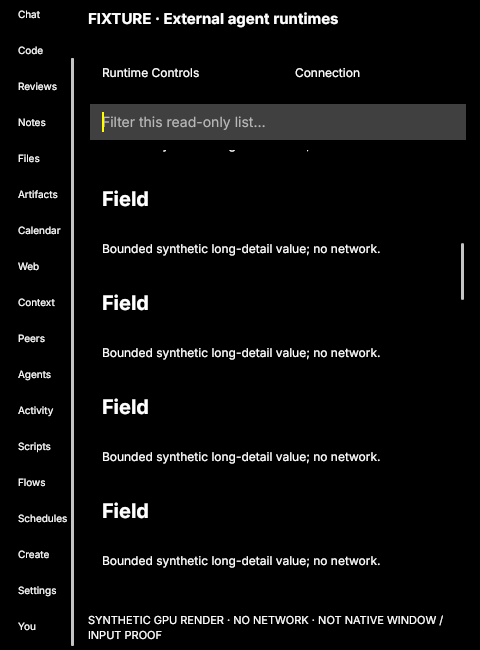 FIXTURE · External agent runtimes
Chat
Code
Reviews
Notes
Files
Artifacts
Calendar
Web
Context
Peers
Agents
Activity
Scripts
Flows
Schedules
Create
Settings
You
Runtime Controls
Connection
Filter this read-only list...
Field
Bounded synthetic long-detail value; no network.
Field
Bounded synthetic long-detail value; no network.
Field
Bounded synthetic long-detail value; no network.
Field
Bounded synthetic long-detail value; no network.
SYNTHETIC GPU RENDER · NO NETWORK · NOT NATIVE WINDOW /
INPUT PROOF